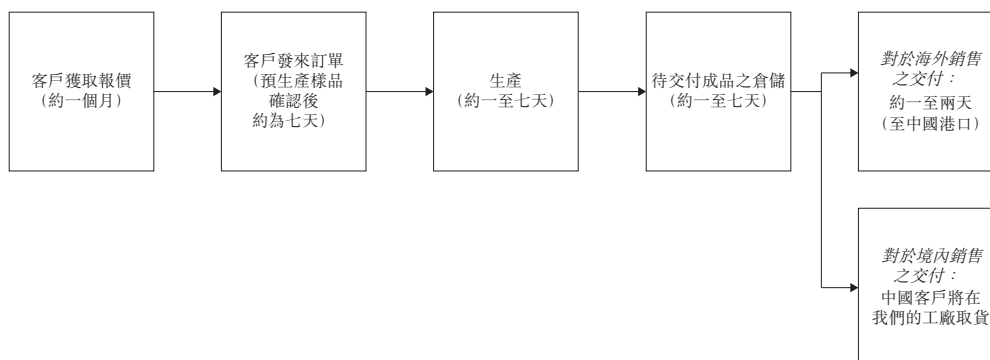 客戶獲取報價
(約一個月)
客戶發來訂單
(預生產樣品
確認後
約為七天)
生產
(約一至七天)
待交付成品之倉儲
(約一至七天)
對於海外銷售
之交付：
約一至兩天
(至中國港口)
對於境內銷售
之交付：
中國客戶將在
我們的工廠取貨